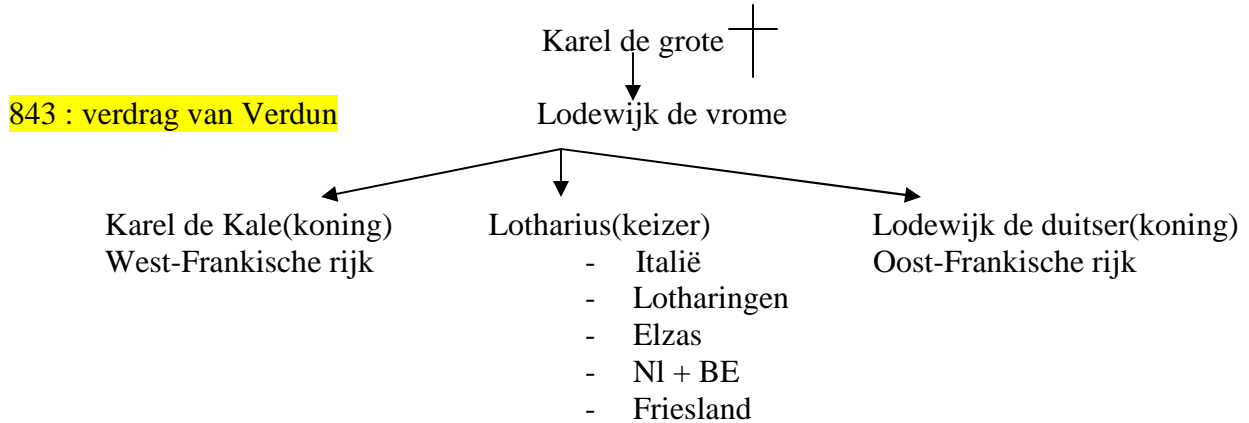 Karel de grote
843 : verdrag van Verdun Lodewijk de vrome
Karel de Kale(koning) Lotharius(keizer) Lodewijk de duitser(koning)
West-Frankische rijk - Italië Oost-Frankische rijk
- Lotharingen
- Elzas
- Nl + BE
- Friesland